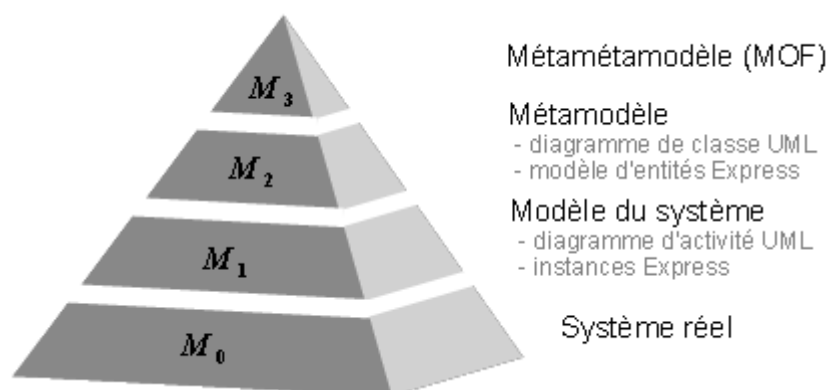 M3
Métamétamodèle (MOF)
M2
Métamodèle
- diagramme de classe UML
- modèle d'entités Express
M1
Modèle du système
- diagramme d'activité UML
- instances Express
M0
Système réel